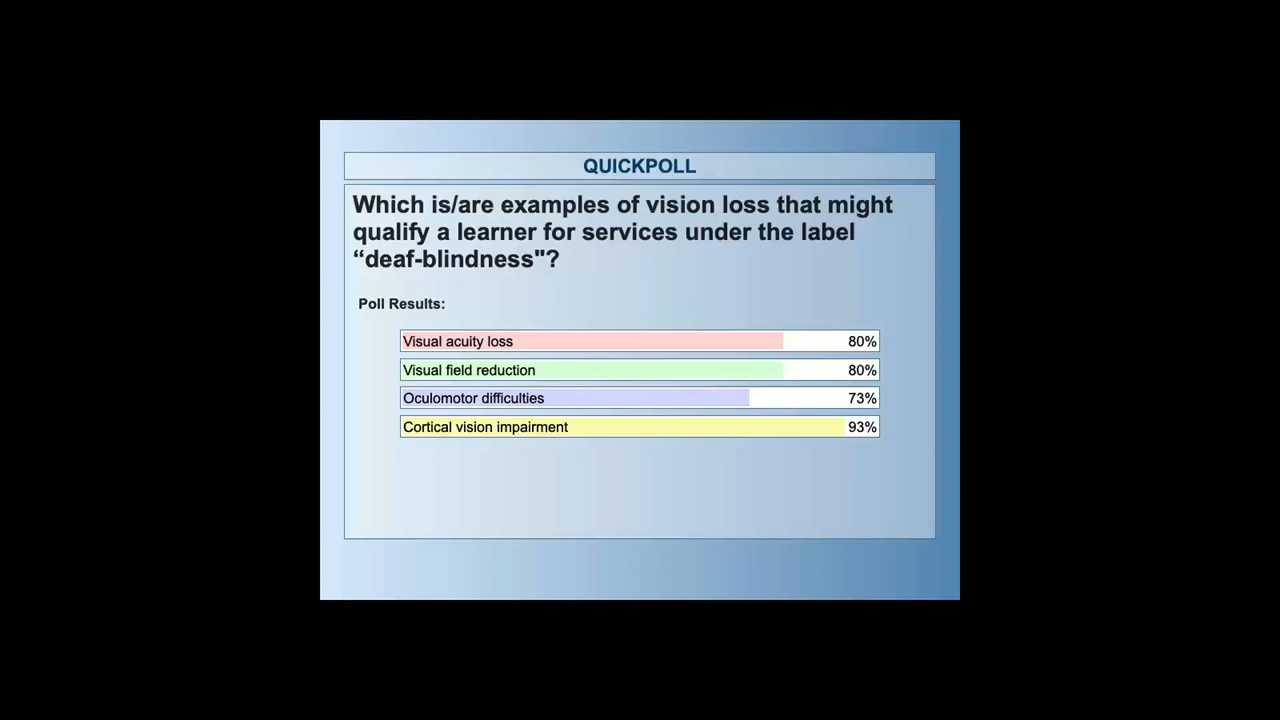 QUICKPOLL
Which is/are examples of vision loss that might
qualify a learner for services under the label
“deaf-blindness"?
Poll Results:
Visual acuity loss 80%
Visual field reduction 80%
Oculomotor difficulties 73%
Cortical vision impairment 93%